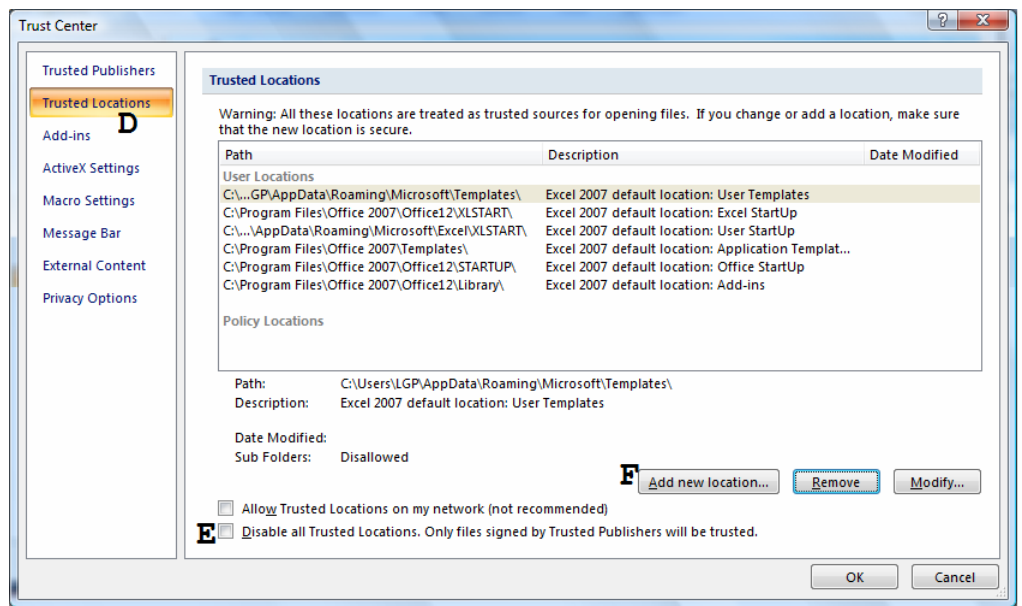 Trust Center
?
X
Trusted Publishers
Trusted Locations
D
Add-ins
ActiveX Settings
Macro Settings
Message Bar
External Content
Privacy Options
Trusted Locations
Warning: All these locations are treated as trusted sources for opening files. If you change or add a location, make sure
that the new location is secure.
Path Description Date Modified
User Locations
C:\...GP\AppData\Roaming\Microsoft\Templates\ Excel 2007 default location: User Templates
C:\Program Files\Office 2007\Office12\XLSTART\ Excel 2007 default location: Excel StartUp
C:\...\AppData\Roaming\Microsoft\Excel\XLSTART\ Excel 2007 default location: User StartUp
C:\Program Files\Office 2007\Templates\ Excel 2007 default location: Application Templat...
C:\Program Files\Office 2007\Office12\STARTUP\ Excel 2007 default location: Office StartUp
C:\Program Files\Office 2007\Office12\Library\ Excel 2007 default location: Add-ins
Policy Locations
Path: C:\Users\LGP\AppData\Roaming\Microsoft\Templates\
Description: Excel 2007 default location: User Templates
Date Modified:
Sub Folders: Disallowed
F Add new location... Remove Modify...
Allow Trusted Locations on my network (not recommended)
E Disable all Trusted Locations. Only files signed by Trusted Publishers will be trusted.
OK Cancel